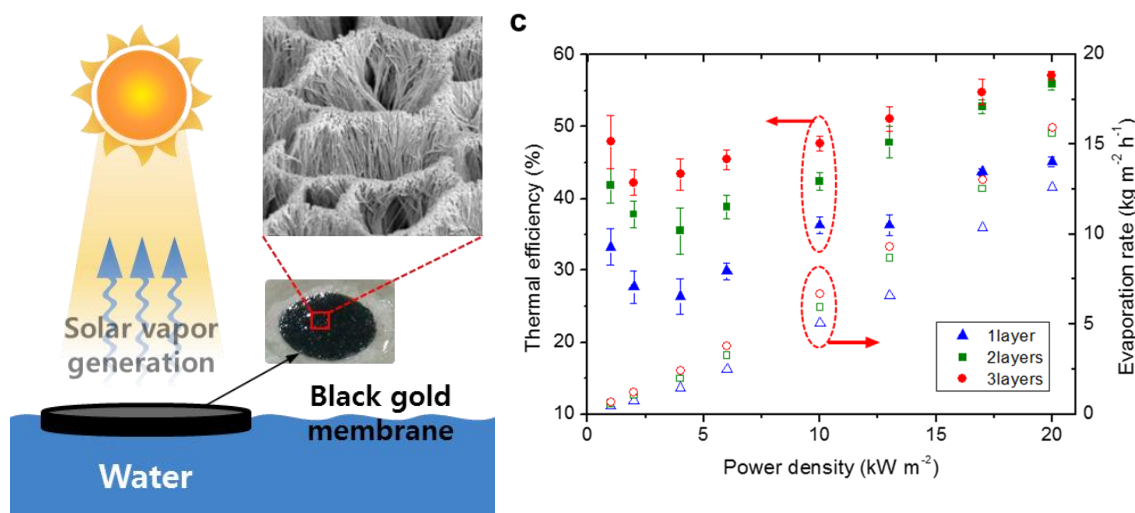 Solar vapor
generation
Black gold
membrane
Water
c
Thermal efficiency (%)
60
50
40
30
20
10
20
15
10
5
0
Evaporation rate (kg m⁻² h⁻¹)
1layer
2layers
3layers
0
5
10
15
20
Power density (kW m⁻²)